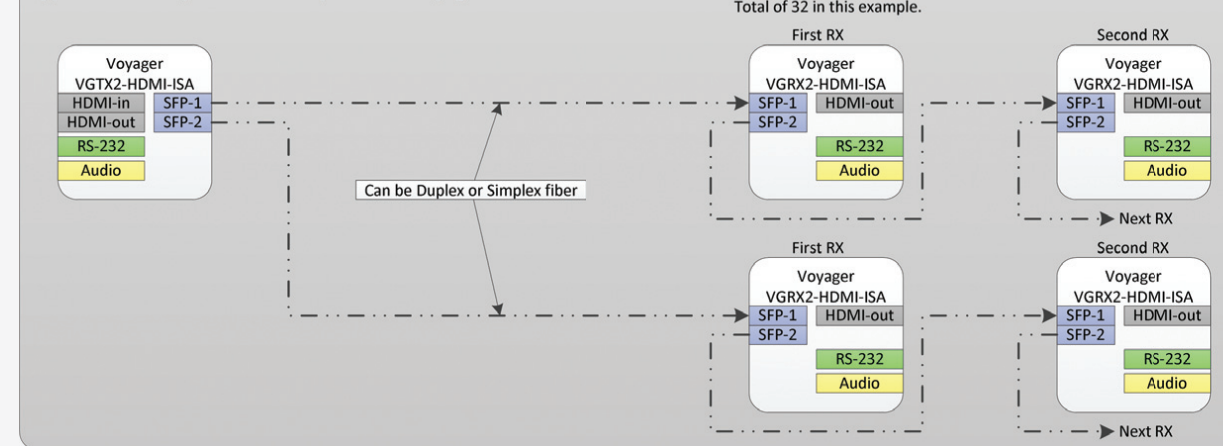 Total of 32 in this example.
First RX
Second RX
Voyager
VGTX2-HDMI-ISA
HDMI-in
SFP-1
HDMI-out
SFP-2
RS-232
Audio
Voyager
VGRX2-HDMI-ISA
SFP-1
HDMI-out
SFP-2
RS-232
Audio
Voyager
VGRX2-HDMI-ISA
SFP-1
HDMI-out
SFP-2
RS-232
Audio
Can be Duplex or Simplex fiber
Next RX
First RX
Second RX
Voyager
VGRX2-HDMI-ISA
SFP-1
HDMI-out
SFP-2
RS-232
Audio
Voyager
VGRX2-HDMI-ISA
SFP-1
HDMI-out
SFP-2
RS-232
Audio
Next RX